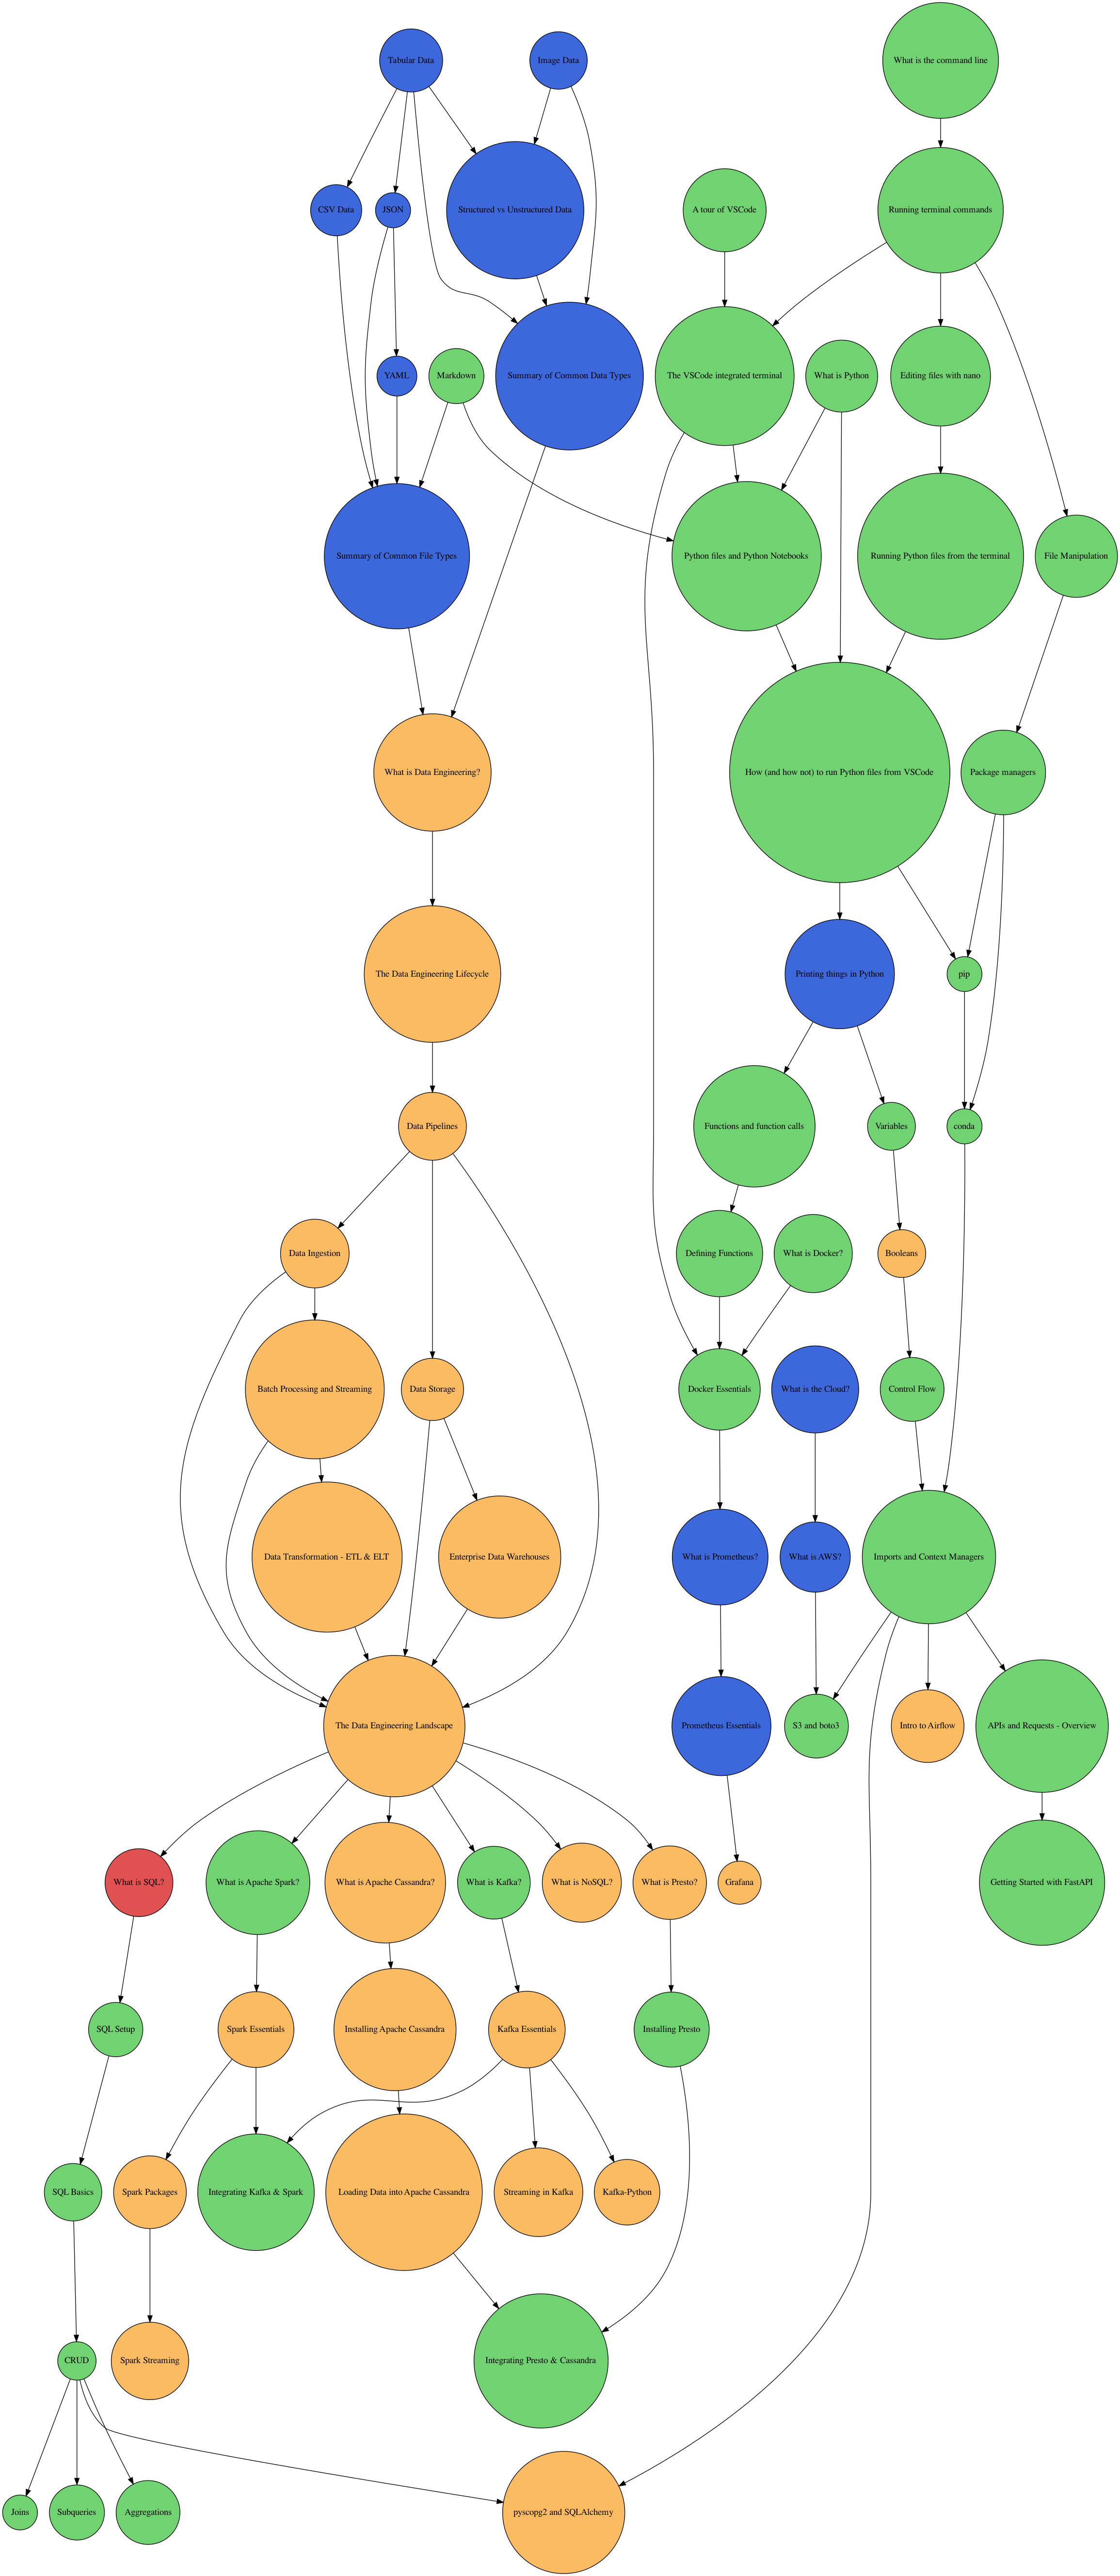 Tabular Data
Image Data
What is the command line
CSV Data
JSON
Structured vs Unstructured Data
A tour of VSCode
Running terminal commands
YAML
Markdown
Summary of Common Data Types
The VSCode integrated terminal
What is Python
Editing files with nano
Summary of Common File Types
Python files and Python Notebooks
Running Python files from the terminal
File Manipulation
What is Data Engineering?
How (and how not) to run Python files from VSCode
Package managers
The Data Engineering Lifecycle
Printing things in Python
pip
Data Pipelines
Functions and function calls
Variables
conda
Data Ingestion
Defining Functions
What is Docker?
Booleans
Batch Processing and Streaming
Data Storage
Docker Essentials
What is the Cloud?
Control Flow
Data Transformation - ETL & ELT
Enterprise Data Warehouses
What is Prometheus?
What is AWS?
Imports and Context Managers
The Data Engineering Landscape
Prometheus Essentials
S3 and boto3
Intro to Airflow
APIs and Requests - Overview
What is SQL?
What is Apache Spark?
What is Apache Cassandra?
What is Kafka?
What is NoSQL?
What is Presto?
Grafana
Getting Started with FastAPI
SQL Setup
Spark Essentials
Installing Apache Cassandra
Kafka Essentials
Installing Presto
SQL Basics
Spark Packages
Integrating Kafka & Spark
Loading Data into Apache Cassandra
Streaming in Kafka
Kafka-Python
CRUD
Spark Streaming
Integrating Presto & Cassandra
Joins
Subqueries
Aggregations
pyscopg2 and SQLAlchemy